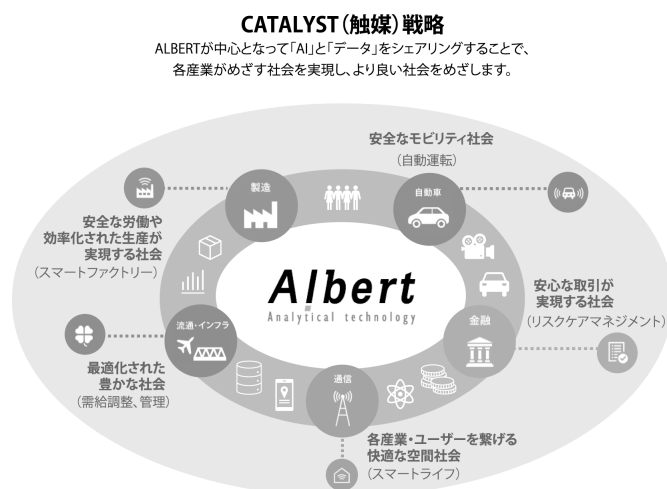 CATALYST（触媒）戦略
ALBERTが中心となって「AI」と「データ」をシェアリングすることで、
各産業がめざす社会を実現し、より良い社会をめざします。
安全なモビリティ社会
（自動運転）
製造
自動車
安全な労働や
効率化された生産が
実現する社会
（スマートファクトリー）
Albert
Analytical technology
安心な取引が
実現する社会
（リスクケアマネジメント）
流通・インフラ
金融
最適化された
豊かな社会
（需給調整、管理）
通信
各産業・ユーザーを繋げる
快適な空間社会
（スマートライフ）